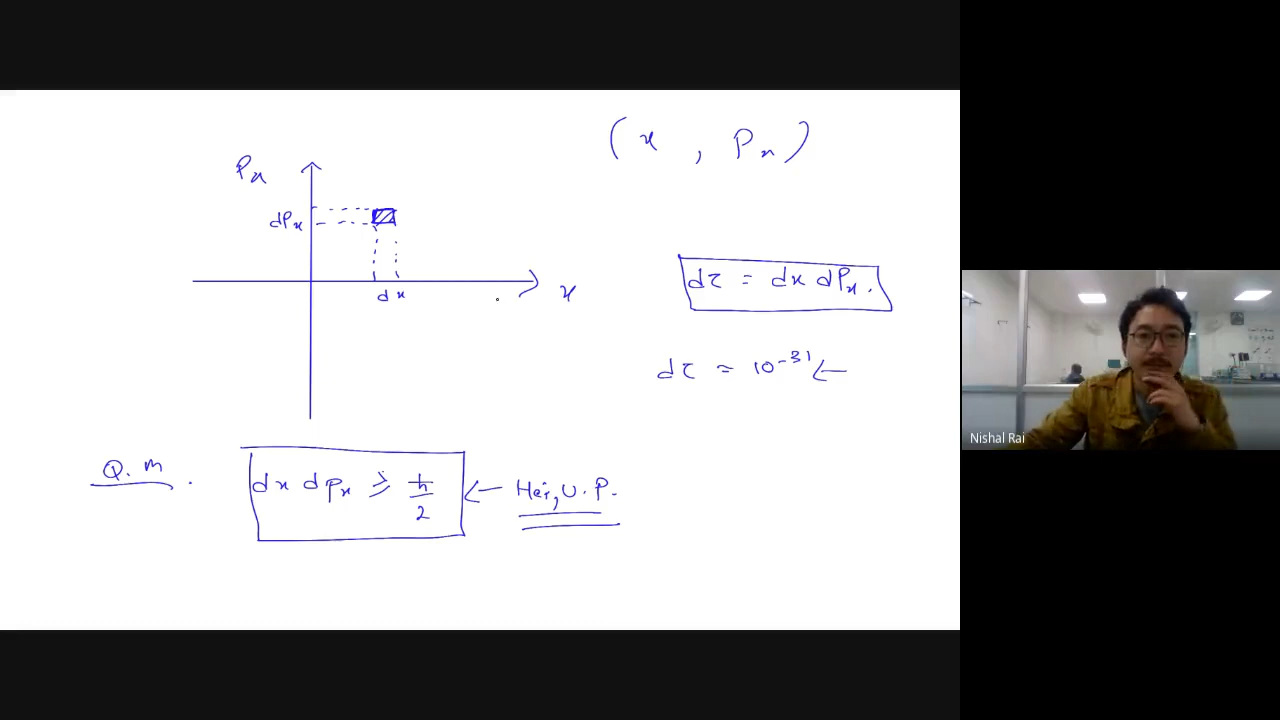 (x , Px)
Px
dPx
dx
x
dτ = dx dPx.
dτ ≈ 10⁻³¹ ←
Q.M. dx dpx ≥ ħ/2 ← Hei, U.P.
Nishal Rai